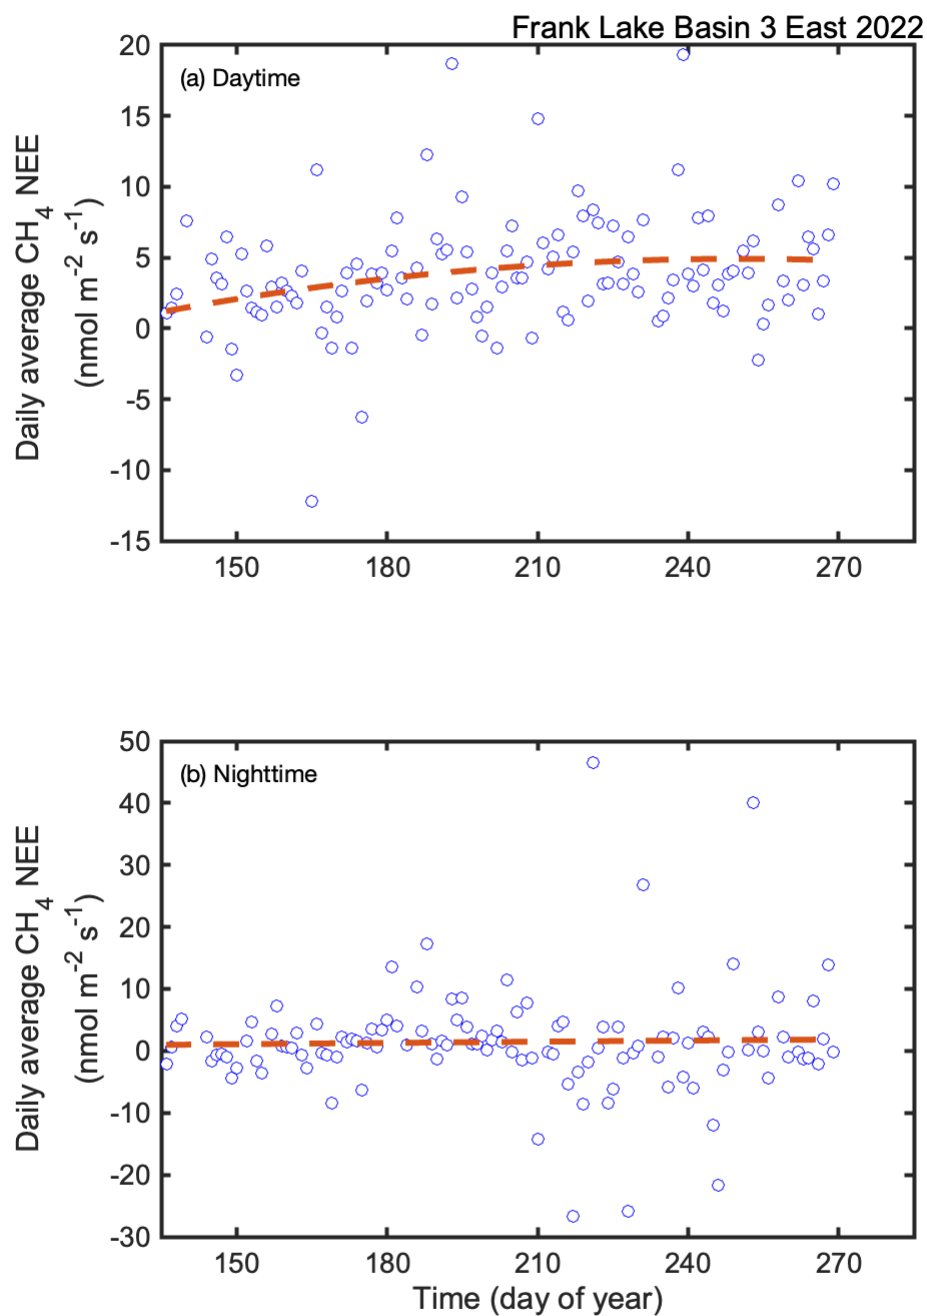 Frank Lake Basin 3 East 2022
20
(a) Daytime
15
10
5
0
-5
-10
-15
Daily average CH4 NEE
(nmol m-2 s-1)
150 180 210 240 270
50
(b) Nighttime
40
30
20
10
0
-10
-20
-30
Daily average CH4 NEE
(nmol m-2 s-1)
150 180 210 240 270
Time (day of year)